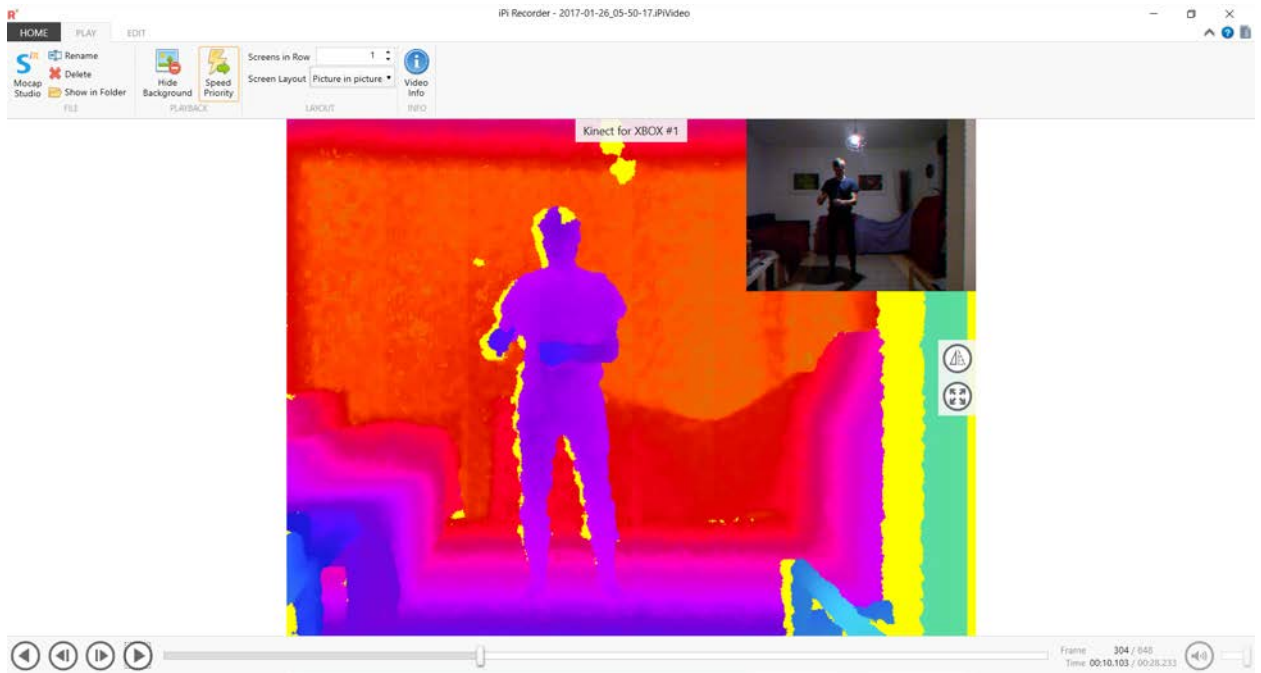 R'
iPi Recorder - 2017-01-26_05-50-17.iPiVideo
HOME PLAY EDIT
S m
Mocap Studio
Rename
Delete
Show in Folder
FILE
Hide Background
Speed Priority
PLAYBACK
Screens in Row 1
Screen Layout Picture in picture
LAYOUT
Video Info
INFO
Kinect for XBOX #1
Frame 304 / 848
Time 00:10.103 / 00:28.233